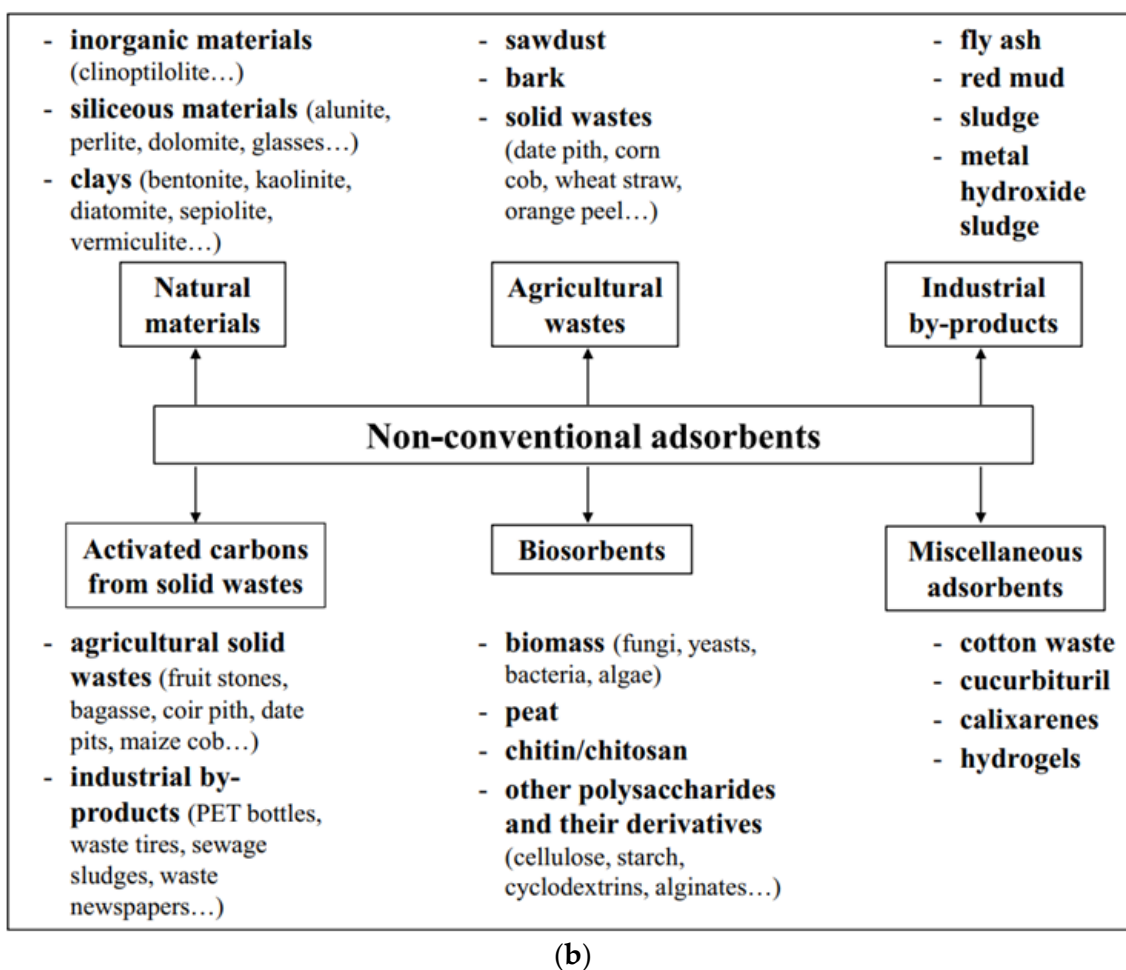 - inorganic materials
(clinoptilolite…)
- siliceous materials (alunite,
perlite, dolomite, glasses…)
- clays (bentonite, kaolinite,
diatomite, sepiolite,
vermiculite…)
- sawdust
- bark
- solid wastes
(date pith, corn
cob, wheat straw,
orange peel…)
- fly ash
- red mud
- sludge
- metal
hydroxide
sludge
Natural
materials
Agricultural
wastes
Industrial
by-products
Non-conventional adsorbents
Activated carbons
from solid wastes
Biosorbents
Miscellaneous
adsorbents
- agricultural solid
wastes (fruit stones,
bagasse, coir pith, date
pits, maize cob…)
- industrial by-
products (PET bottles,
waste tires, sewage
sludges, waste
newspapers…)
- biomass (fungi, yeasts,
bacteria, algae)
- peat
- chitin/chitosan
- other polysaccharides
and their derivatives
(cellulose, starch,
cyclodextrins, alginates…)
- cotton waste
- cucurbituril
- calixarenes
- hydrogels
(b)